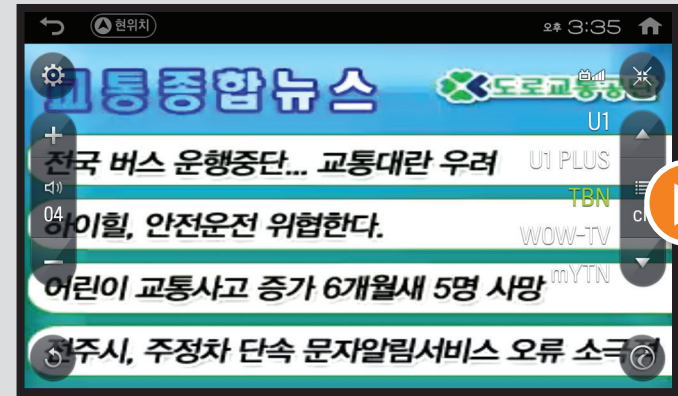 현위치
오후 3:35
교통종합뉴스
도로교통공단
U1
전국 버스 운행중단... 교통대란 우려
U1 PLUS
TBN
04
하이힐, 안전운전 위협한다.
WOW-TV
mYTN
어린이 교통사고 증가 6개월새 5명 사망
전주시, 주정차 단속 문자알림서비스 오류 소극적